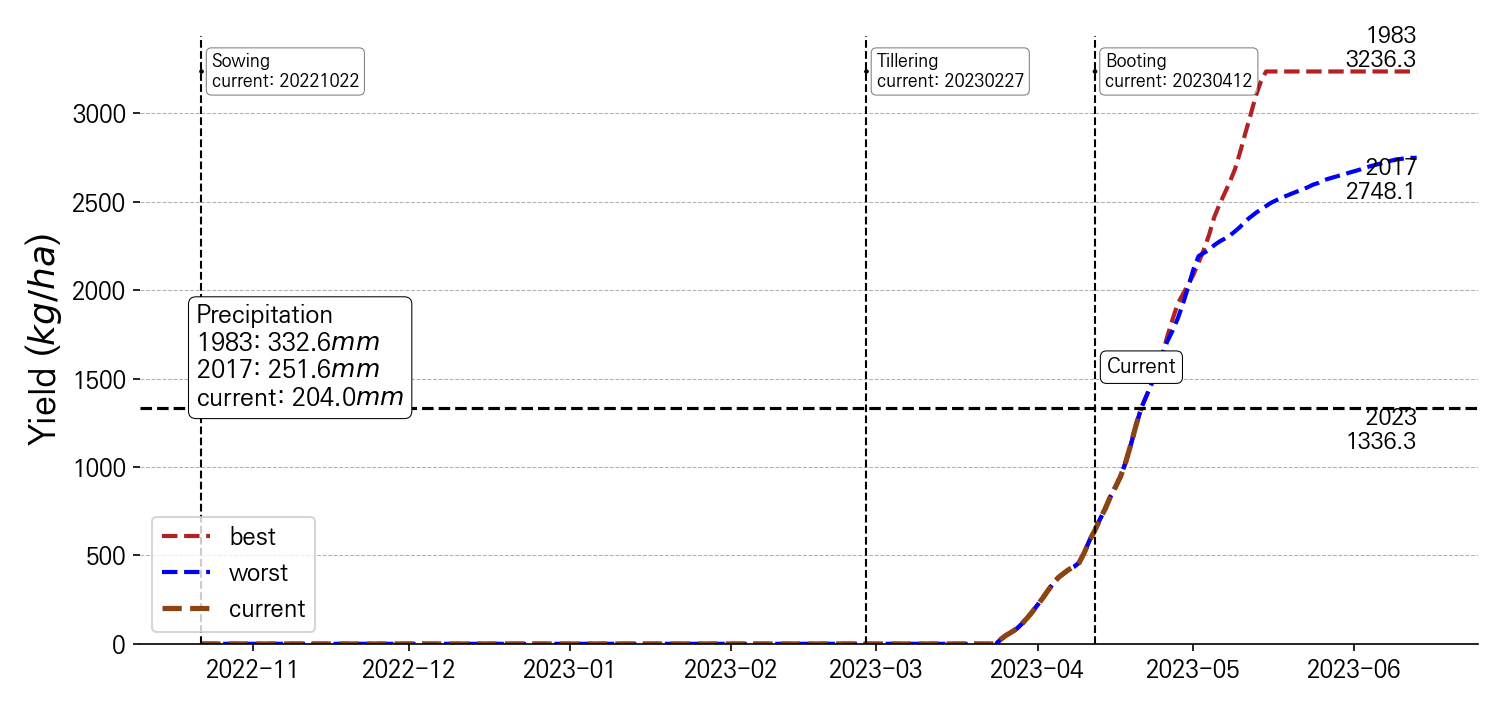 1983
3236.3
Sowing
current: 20221022
Tillering
current: 20230227
Booting
current: 20230412
3000
2500
2000
1500
1000
500
0
Yield (kg/ha)
2017
2748.1
Precipitation
1983: 332.6mm
2017: 251.6mm
current: 204.0mm
Current
2023
1336.3
best
worst
current
2022-11
2022-12
2023-01
2023-02
2023-03
2023-04
2023-05
2023-06